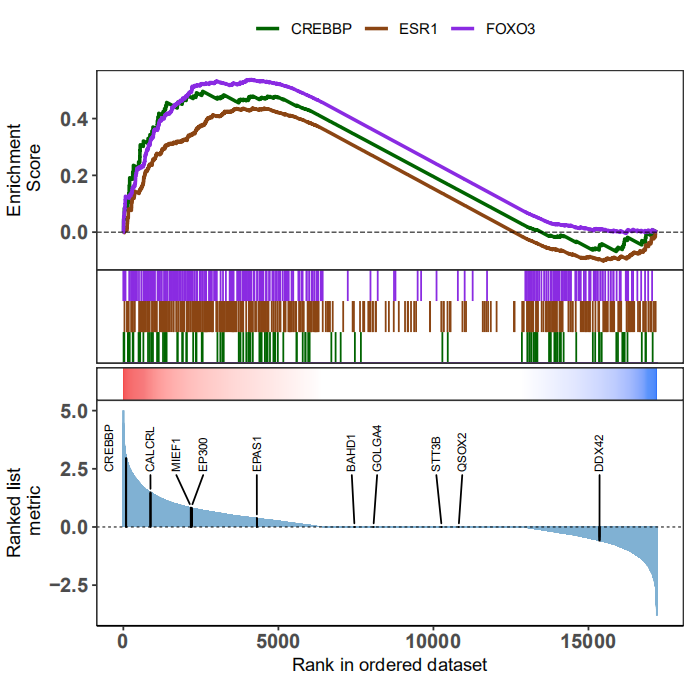 CREBBP ESR1 FOXO3
Enrichment
Score
0.4
0.2
0.0
Ranked list
metric
5.0
2.5
0.0
−2.5
CREBBP
CALCRL
MIEF1
EP300
EPAS1
BAHD1
GOLGA4
STT3B
QSOX2
DDX42
0 5000 10000 15000
Rank in ordered dataset